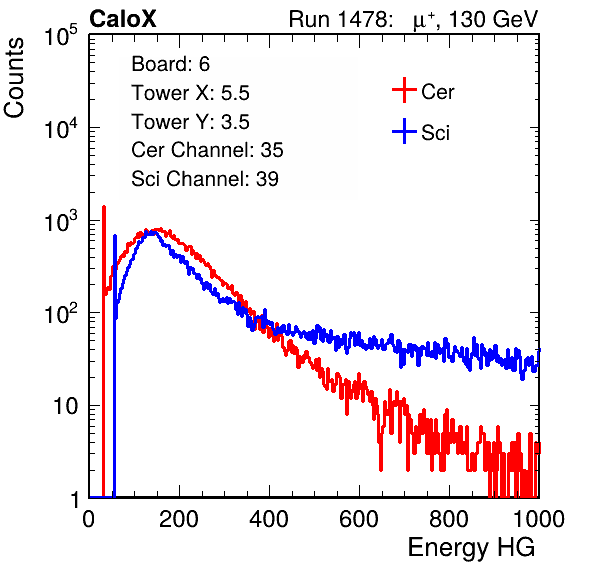 CaloX Run 1478: μ⁺, 130 GeV
Counts
10⁵
10⁴
10³
10²
10
1
Board: 6
Tower X: 5.5
Tower Y: 3.5
Cer Channel: 35
Sci Channel: 39
Cer
Sci
0 200 400 600 800 1000
Energy HG